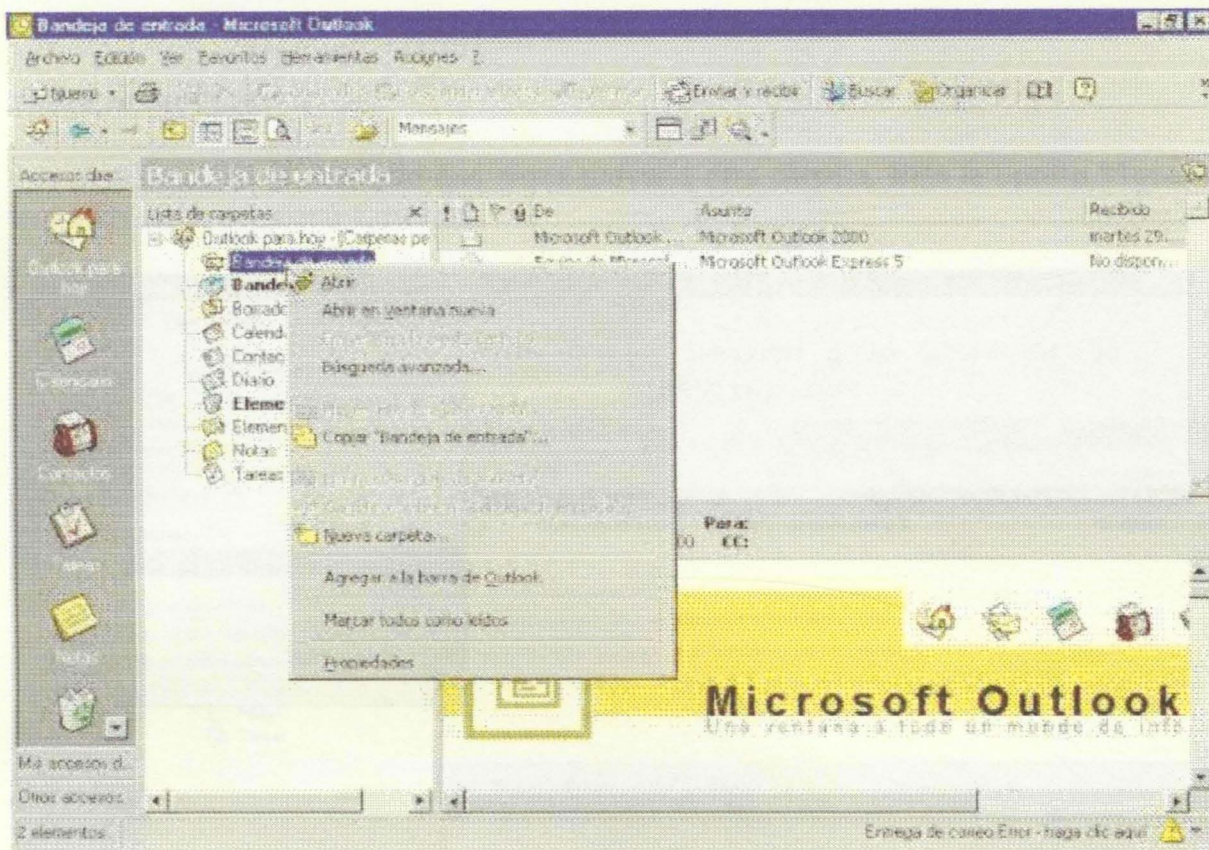 Bandeja de entrada - Microsoft Outlook
Archivo Edición Ver Favoritos Herramientas Acciones ?
Nuevo Enviar y recibir Buscar Organizar
Mensajes
Accesos dire
Bandeja de entrada
Outlook para hoy
Calendario
Contactos
Tareas
Notas
Mis accesos d...
Otros accesos
Lista de carpetas
Outlook para hoy - [Carpetas pe
Bandeja de entrada
Bandej
Borrado
Calend
Contac
Diario
Eleme
Elemen
Notas
Tareas
! De Asunto Recibido
Microsoft Outlook ... Microsoft Outlook 2000 martes 29...
Equipo de Microsof... Microsoft Outlook Express 5 No dispon...
Abrir
Abrir en ventana nueva
Búsqueda avanzada...
Copiar "Bandeja de entrada"...
Nueva carpeta...
Agregar a la barra de Outlook
Marcar todos como leídos
Propiedades
Para:
CC:
Microsoft Outlook
Una ventana a todo un mundo de info
2 elementos
Entrega de correo Error - haga clic aquí